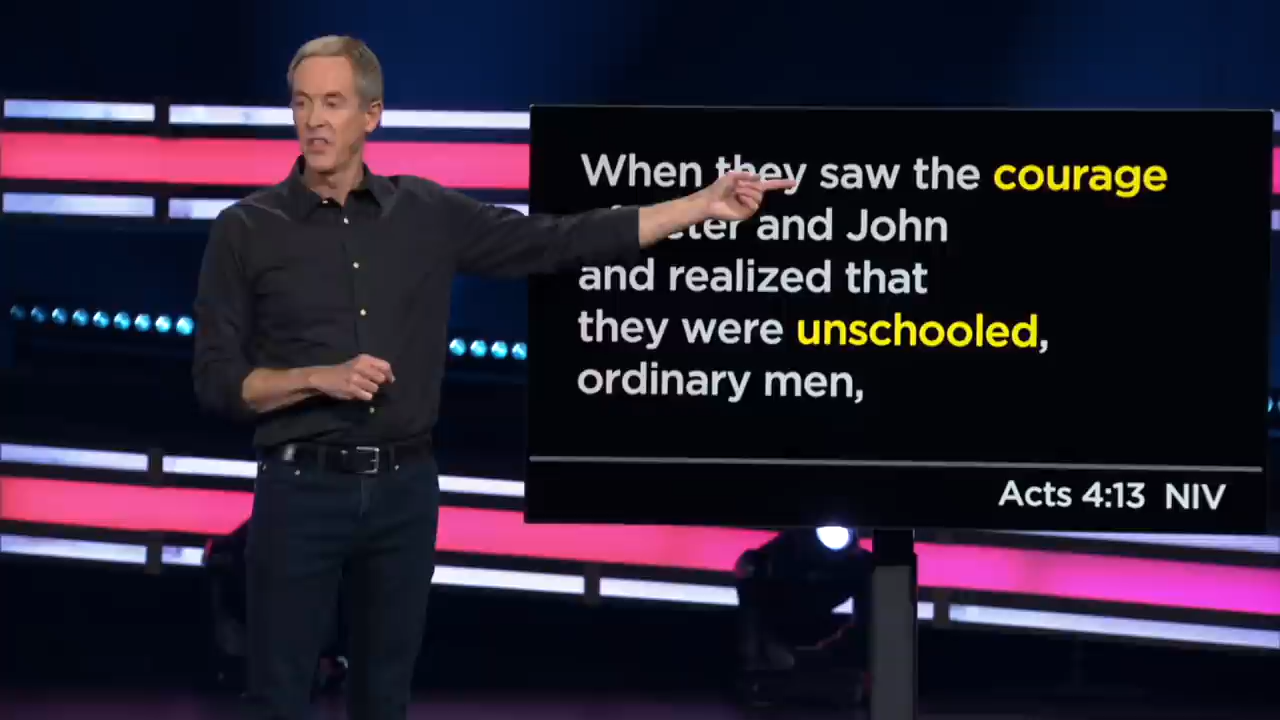 When they saw the courage
and John
and realized that
they were unschooled,
ordinary men,
Acts 4:13 NIV